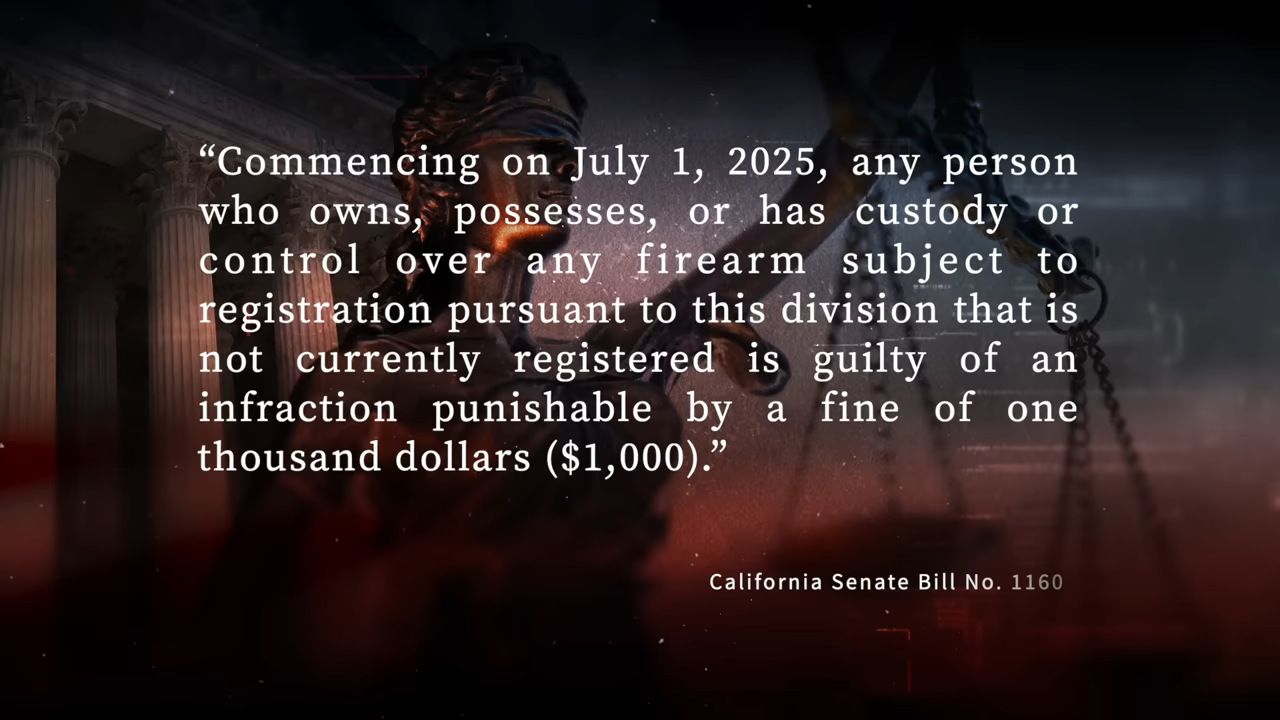 “Commencing on July 1, 2025, any person
who owns, possesses, or has custody or
control over any firearm subject to
registration pursuant to this division that is
not currently registered is guilty of an
infraction punishable by a fine of one
thousand dollars ($1,000).”
California Senate Bill No. 1160